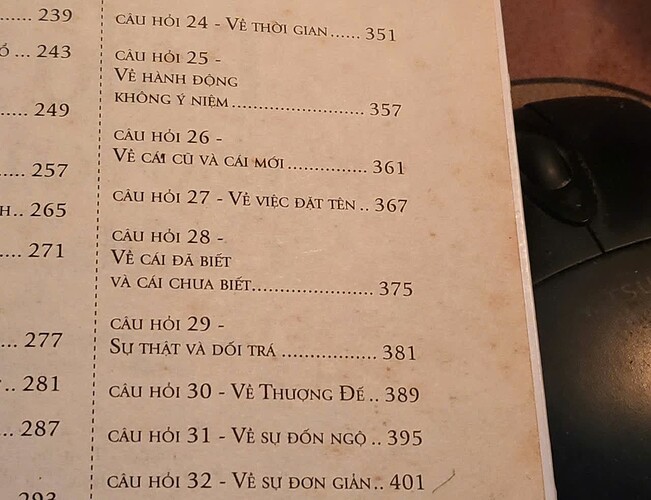 239
Ó ... 243
249
257
H.. 265
271
277
.. 281
287
293
CÂU HỎI 24 - VỀ THỜI GIAN...... 351
CÂU HỎI 25 -
VỀ HÀNH ĐỘNG
KHÔNG Ý NIỆM........................ 357
CÂU HỎI 26 -
VỀ CÁI CŨ VÀ CÁI MỚI ............... 361
CÂU HỎI 27 - VỀ VIỆC ĐẶT TÊN .. 367
CÂU HỎI 28 -
VỀ CÁI ĐÃ BIẾT
VÀ CÁI CHƯA BIẾT..................... 375
CÂU HỎI 29 -
SỰ THẬT VÀ DỐI TRÁ ................. 381
CÂU HỎI 30 - VỀ THƯỢNG ĐẾ .. 389
CÂU HỎI 31 - VỀ SỰ ĐỐN NGỘ .. 395
CÂU HỎI 32 - VỀ SỰ ĐƠN GIẢN.. 401